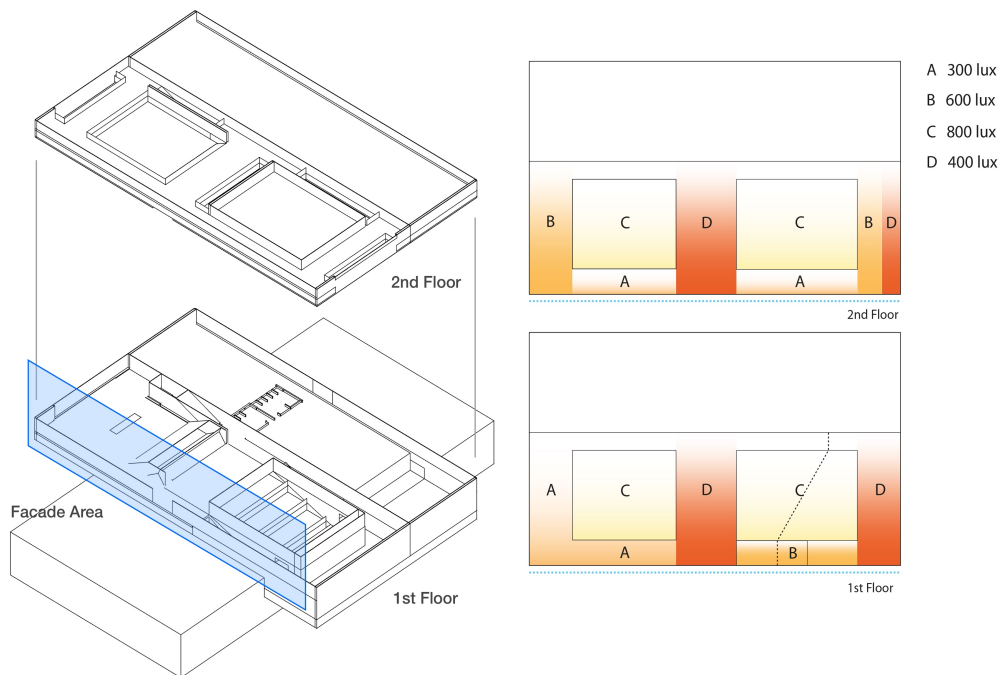 2nd Floor
Facade Area
1st Floor
A 300 lux
B 600 lux
C 800 lux
D 400 lux
B C D C B D
A A
2nd Floor
A C D C D
A B
1st Floor